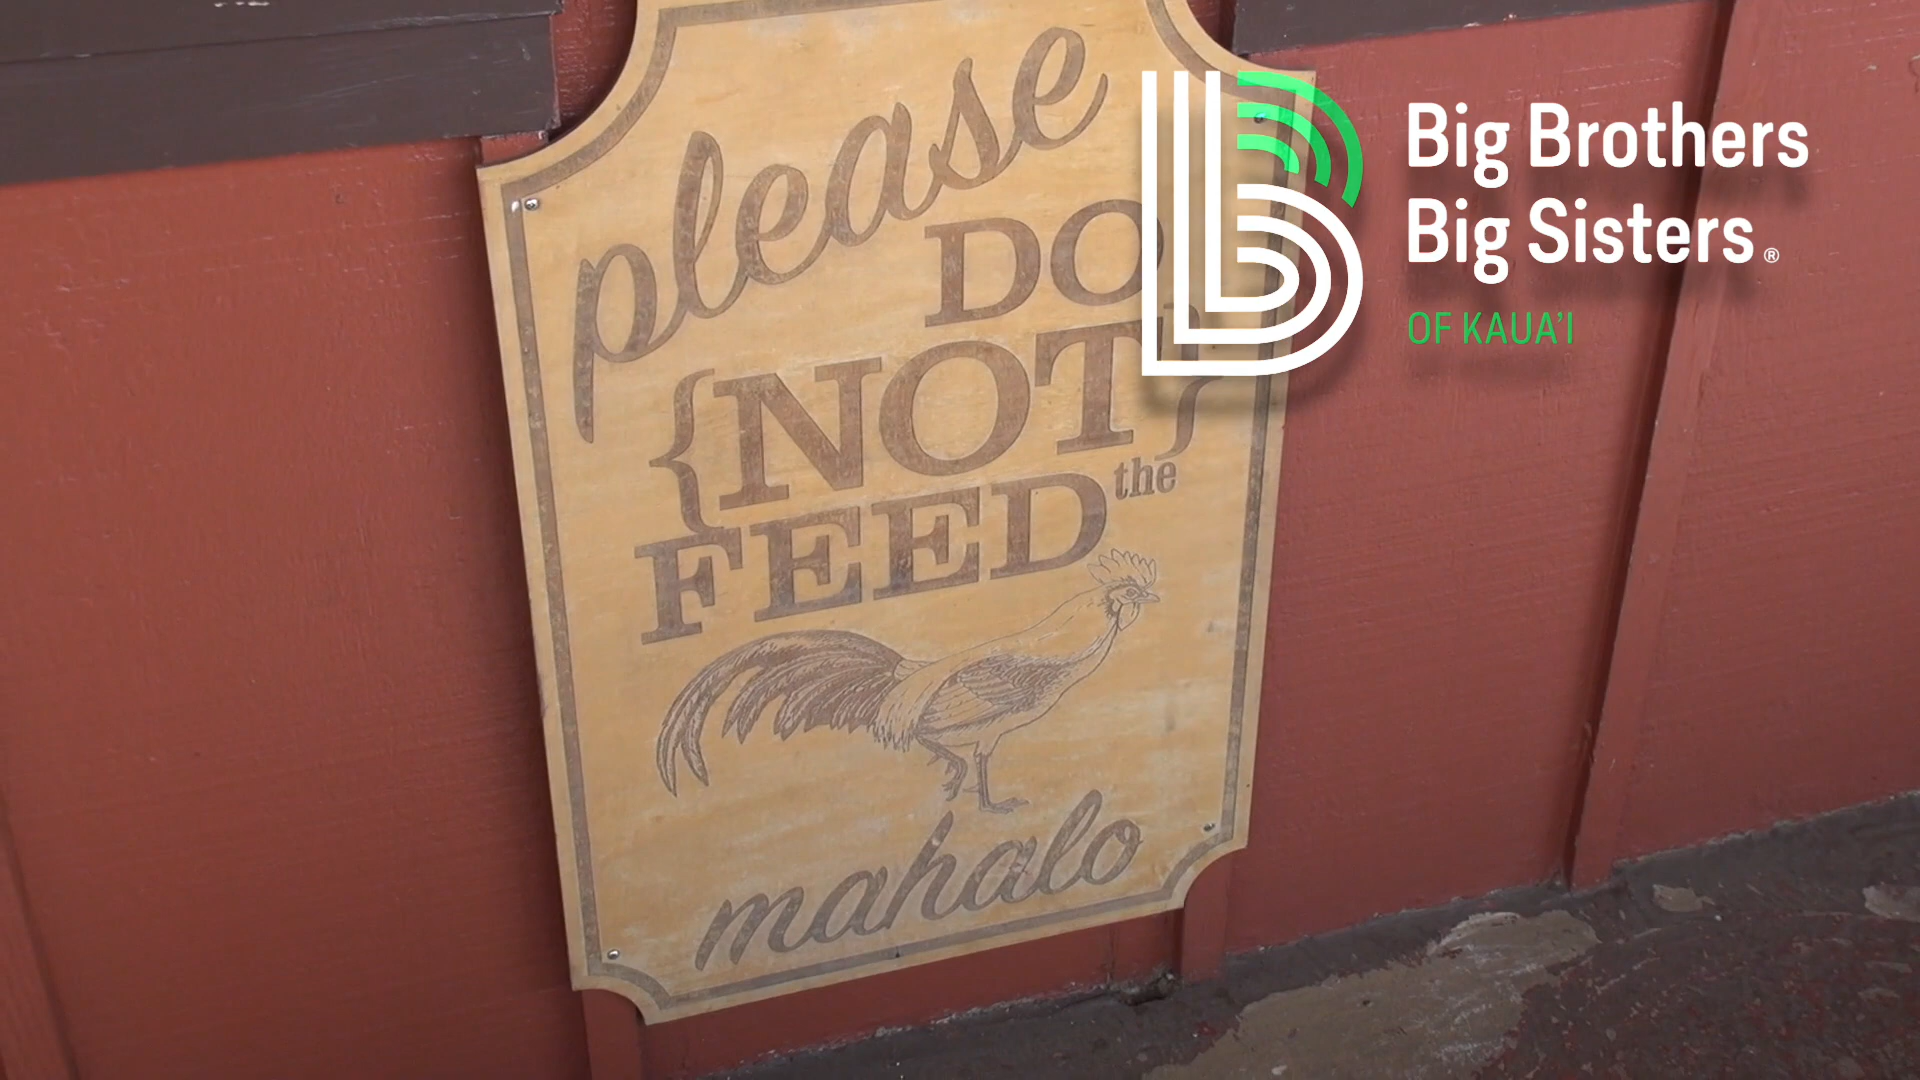 please
DO
{NOT}
FEED the
mahalo
Big Brothers
Big Sisters®
OF KAUA'I